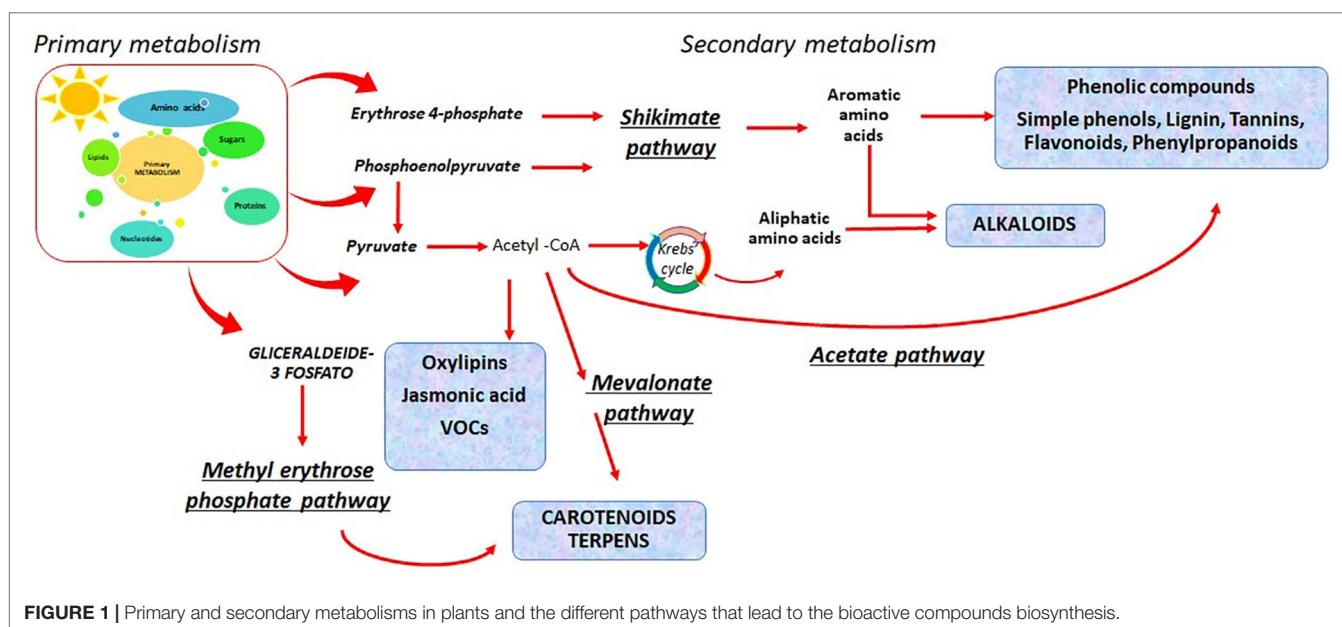 Primary metabolism
Secondary metabolism
Amino acids
Sugars
Lipids
Primary
METABOLISM
Proteins
Nucleotides
Erythrose 4-phosphate
Phosphoenolpyruvate
Pyruvate
Acetyl -CoA
Krebs'
cycle
Shikimate
pathway
Aromatic
amino
acids
Aliphatic
amino acids
Phenolic compounds
Simple phenols, Lignin, Tannins,
Flavonoids, Phenylpropanoids
ALKALOIDS
Acetate pathway
GLICERALDEIDE-
3 FOSFATO
Oxylipins
Jasmonic acid
VOCs
Mevalonate
pathway
Methyl erythrose
phosphate pathway
CAROTENOIDS
TERPENS
FIGURE 1 | Primary and secondary metabolisms in plants and the different pathways that lead to the bioactive compounds biosynthesis.